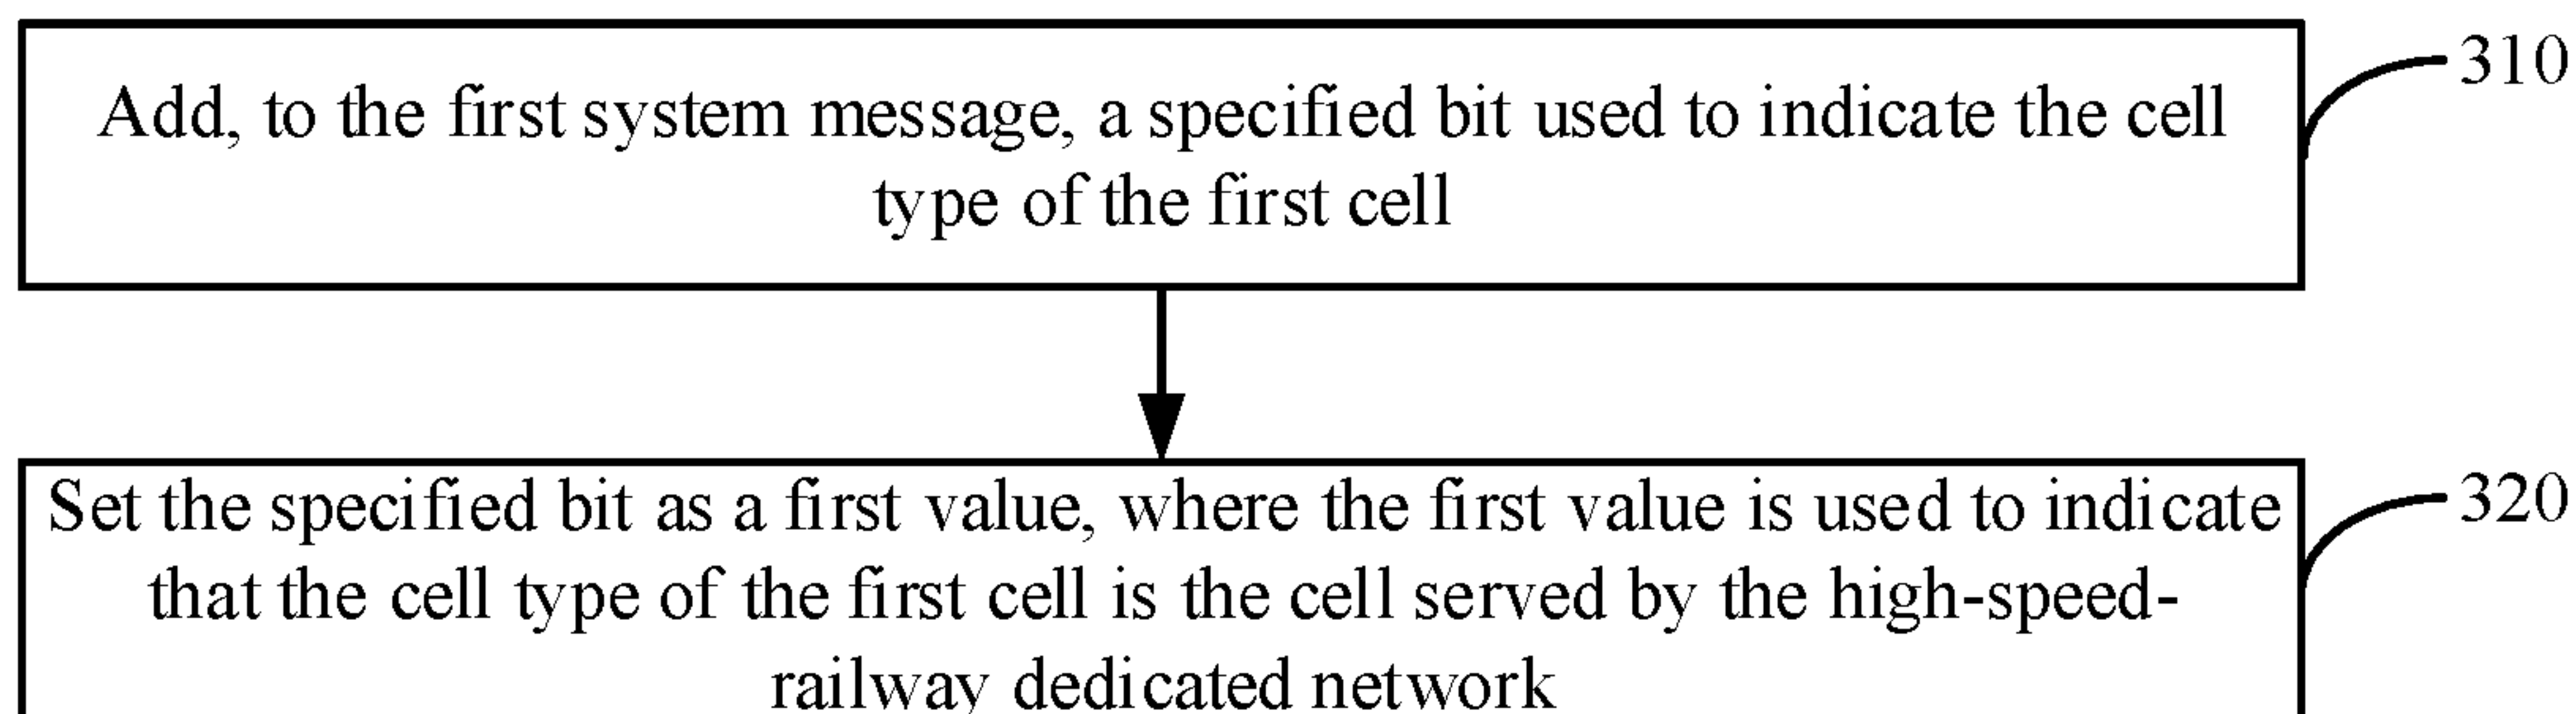 Add, to the first system message, a specified bit used to indicate the cell
type of the first cell
310
Set the specified bit as a first value, where the first value is used to indicate
that the cell type of the first cell is the cell served by the high-speed-
railway dedicated network
320